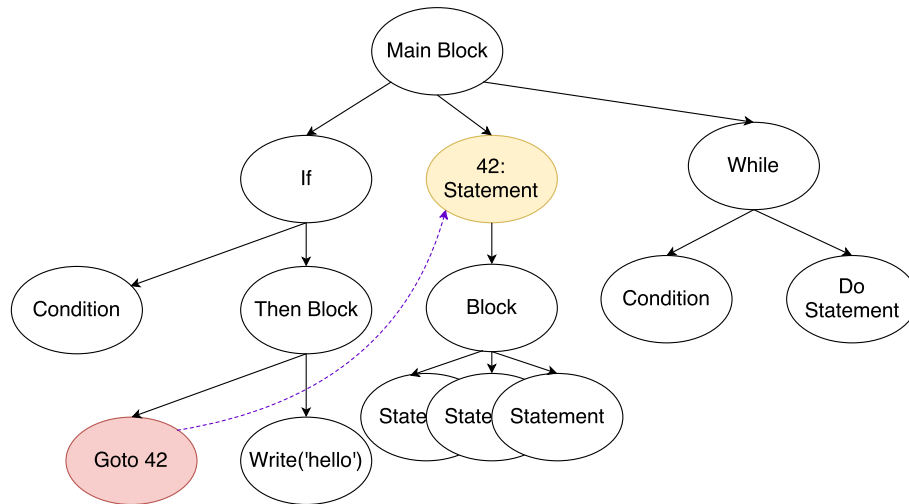 Main Block
If
42:
Statement
While
Condition
Then Block
Block
Condition
Do
Statement
Goto 42
Write('hello')
State
State
Statement